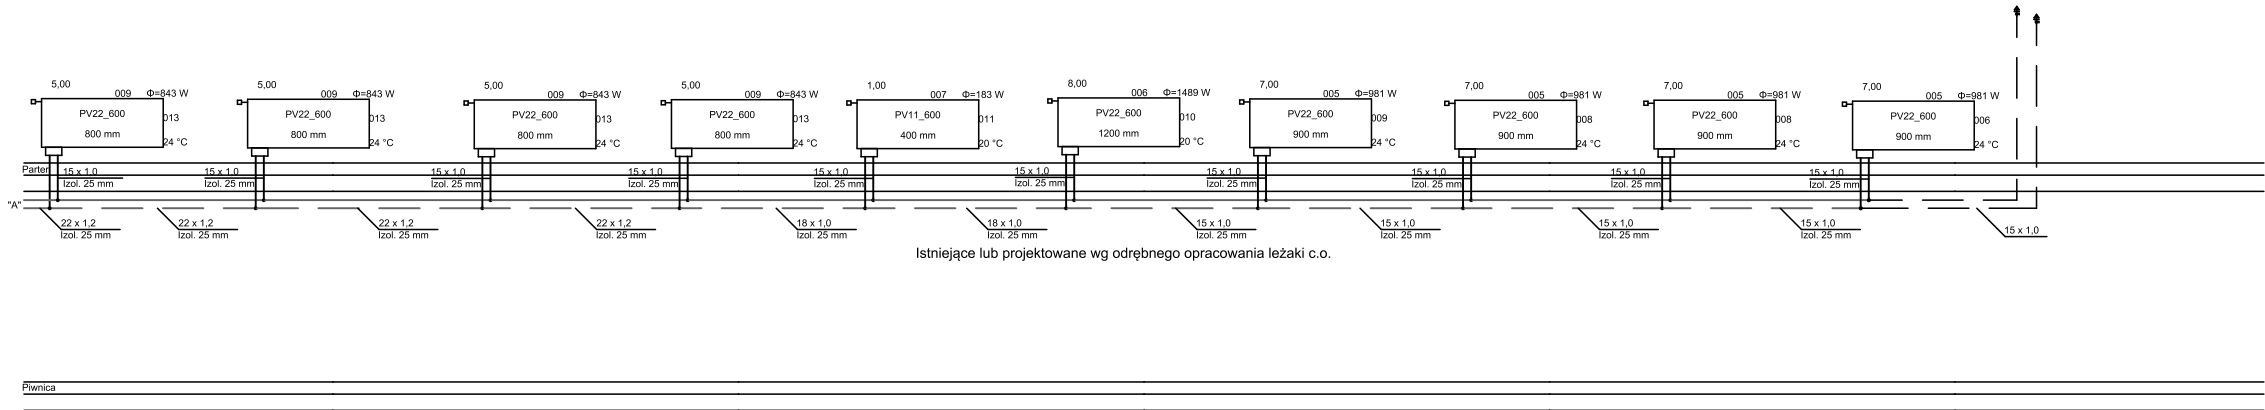 5,00
009 Φ=843 W
PV22_600
013
800 mm
24 °C
5,00
009 Φ=843 W
PV22_600
013
800 mm
24 °C
5,00
009 Φ=843 W
PV22_600
013
800 mm
24 °C
5,00
009 Φ=843 W
PV22_600
013
800 mm
24 °C
1,00
007 Φ=183 W
PV11_600
011
400 mm
20 °C
8,00
006 Φ=1489 W
PV22_600
010
1200 mm
20 °C
7,00
005 Φ=981 W
PV22_600
009
900 mm
24 °C
7,00
005 Φ=981 W
PV22_600
008
900 mm
24 °C
7,00
005 Φ=981 W
PV22_600
008
900 mm
24 °C
7,00
005 Φ=981 W
PV22_600
006
900 mm
24 °C
Parter
15 x 1,0
Izol. 25 mm
15 x 1,0
Izol. 25 mm
15 x 1,0
Izol. 25 mm
15 x 1,0
Izol. 25 mm
15 x 1,0
Izol. 25 mm
15 x 1,0
Izol. 25 mm
15 x 1,0
Izol. 25 mm
15 x 1,0
Izol. 25 mm
15 x 1,0
Izol. 25 mm
15 x 1,0
Izol. 25 mm
"A"
22 x 1,2
Izol. 25 mm
22 x 1,2
Izol. 25 mm
22 x 1,2
Izol. 25 mm
22 x 1,2
Izol. 25 mm
18 x 1,0
Izol. 25 mm
18 x 1,0
Izol. 25 mm
15 x 1,0
Izol. 25 mm
15 x 1,0
Izol. 25 mm
15 x 1,0
Izol. 25 mm
15 x 1,0
Izol. 25 mm
15 x 1,0
Istniejące lub projektowane wg odrębnego opracowania leżaki c.o.
Piwnica